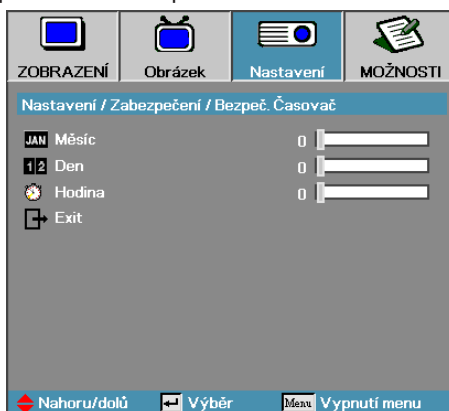 ZOBRAZENÍ Obrázek Nastavení MOŽNOSTI
Nastavení / Zabezpečení / Bezpeč. Časovač
JAN Měsíc 0
12 Den 0
Hodina 0
Exit
Nahoru/dolů Výběr Menu Vypnutí menu